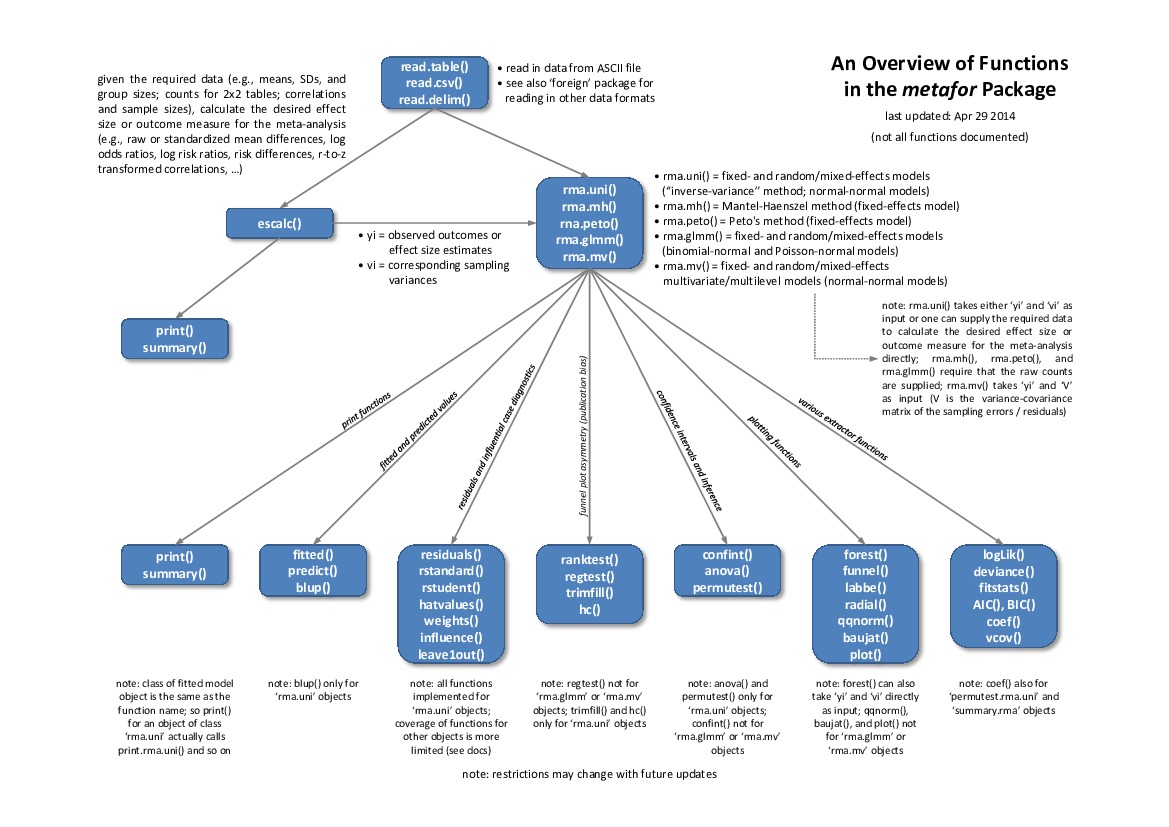 An Overview of Functions
in the metafor Package
last updated: Apr 29 2014
(not all functions documented)
read.table()
read.csv()
read.delim()
• read in data from ASCII file
• see also ‘foreign’ package for
reading in other data formats
given the required data (e.g., means, SDs, and
group sizes; counts for 2x2 tables; correlations
and sample sizes), calculate the desired effect
size or outcome measure for the meta-analysis
(e.g., raw or standardized mean differences, log
odds ratios, log risk ratios, risk differences, r-to-z
transformed correlations, …)
escalc()
• yi = observed outcomes or
effect size estimates
• vi = corresponding sampling
variances
rma.uni()
rma.mh()
rna.peto()
rma.glmm()
rma.mv()
• rma.uni() = fixed- and random/mixed-effects models
(“inverse-variance” method; normal-normal models)
• rma.mh() = Mantel-Haenszel method (fixed-effects model)
• rma.peto() = Peto's method (fixed-effects model)
• rma.glmm() = fixed- and random/mixed-effects models
(binomial-normal and Poisson-normal models)
• rma.mv() = fixed- and random/mixed-effects
multivariate/multilevel models (normal-normal models)
note: rma.uni() takes either ‘yi’ and ‘vi’ as
input or one can supply the required data
to calculate the desired effect size or
outcome measure for the meta-analysis
directly; rma.mh(), rma.peto(), and
rma.glmm() require that the raw counts
are supplied; rma.mv() takes ‘yi’ and ‘V’
as input (V is the variance-covariance
matrix of the sampling errors / residuals)
print()
summary()
print functions
fitted and predicted values
residuals and influential case diagnostics
funnel plot asymmetry (publication bias)
confidence intervals and inference
plotting functions
various extractor functions
print()
summary()
fitted()
predict()
blup()
residuals()
rstandard()
rstudent()
hatvalues()
weights()
influence()
leave1out()
ranktest()
regtest()
trimfill()
hc()
confint()
anova()
permutest()
forest()
funnel()
labbe()
radial()
qqnorm()
baujat()
plot()
logLik()
deviance()
fitstats()
AIC(), BIC()
coef()
vcov()
note: class of fitted model
object is the same as the
function name; so print()
for an object of class
‘rma.uni’ actually calls
print.rma.uni() and so on
note: blup() only for
‘rma.uni’ objects
note: all functions
implemented for
‘rma.uni’ objects;
coverage of functions for
other objects is more
limited (see docs)
note: regtest() not for
‘rma.glmm’ or ‘rma.mv’
objects; trimfill() and hc()
only for ‘rma.uni’ objects
note: anova() and
permutest() only for
‘rma.uni’ objects;
confint() not for
‘rma.glmm’ or ‘rma.mv’
objects
note: forest() can also
take ‘yi’ and ‘vi’ directly
as input; qqnorm(),
baujat(), and plot() not
for ‘rma.glmm’ or
‘rma.mv’ objects
note: coef() also for
‘permutest.rma.uni’ and
‘summary.rma’ objects
note: restrictions may change with future updates